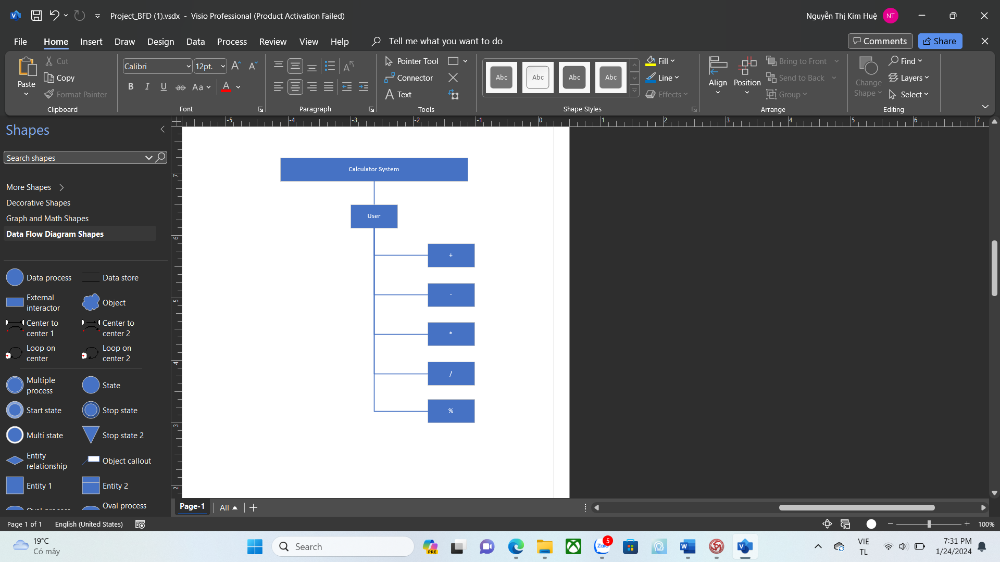 Project_BFD (1).vsdx - Visio Professional (Product Activation Failed)
Nguyễn Thị Kim Huệ NT
File Home Insert Draw Design Data Process Review View Help Tell me what you want to do
Comments Share
Paste
Cut
Copy
Format Painter
Clipboard
Calibri 12pt. A A
B I U ab Aa A
Font
A
Paragraph
Pointer Tool
Connector
A Text
Tools
Abc Abc Abc Abc
Shape Styles
Fill
Line
Effects
Align
Position
Bring to Front
Send to Back
Group
Arrange
Change
Shape
Find
Layers
Select
Editing
Shapes
Search shapes
More Shapes
Decorative Shapes
Graph and Math Shapes
Data Flow Diagram Shapes
Data process Data store
External
interactor
Object
Center to
center 1
Center to
center 2
Loop on
center
Loop on
center 2
Multiple
process
State
Start state Stop state
Multi state Stop state 2
Entity
relationship
Object callout
Entity 1 Entity 2
Oval process
Oval process
-5 -4 -3 -2 -1 0 1 2 3 4 5 6 7
7
6
5
4
3
2
Calculator System
User
+
-
*
/
%
Page-1 All
Page 1 of 1 English (United States)
100%
19°C
Có mây
Search
PRE
Zalo
5
VIE
TL
7:31 PM
1/24/2024